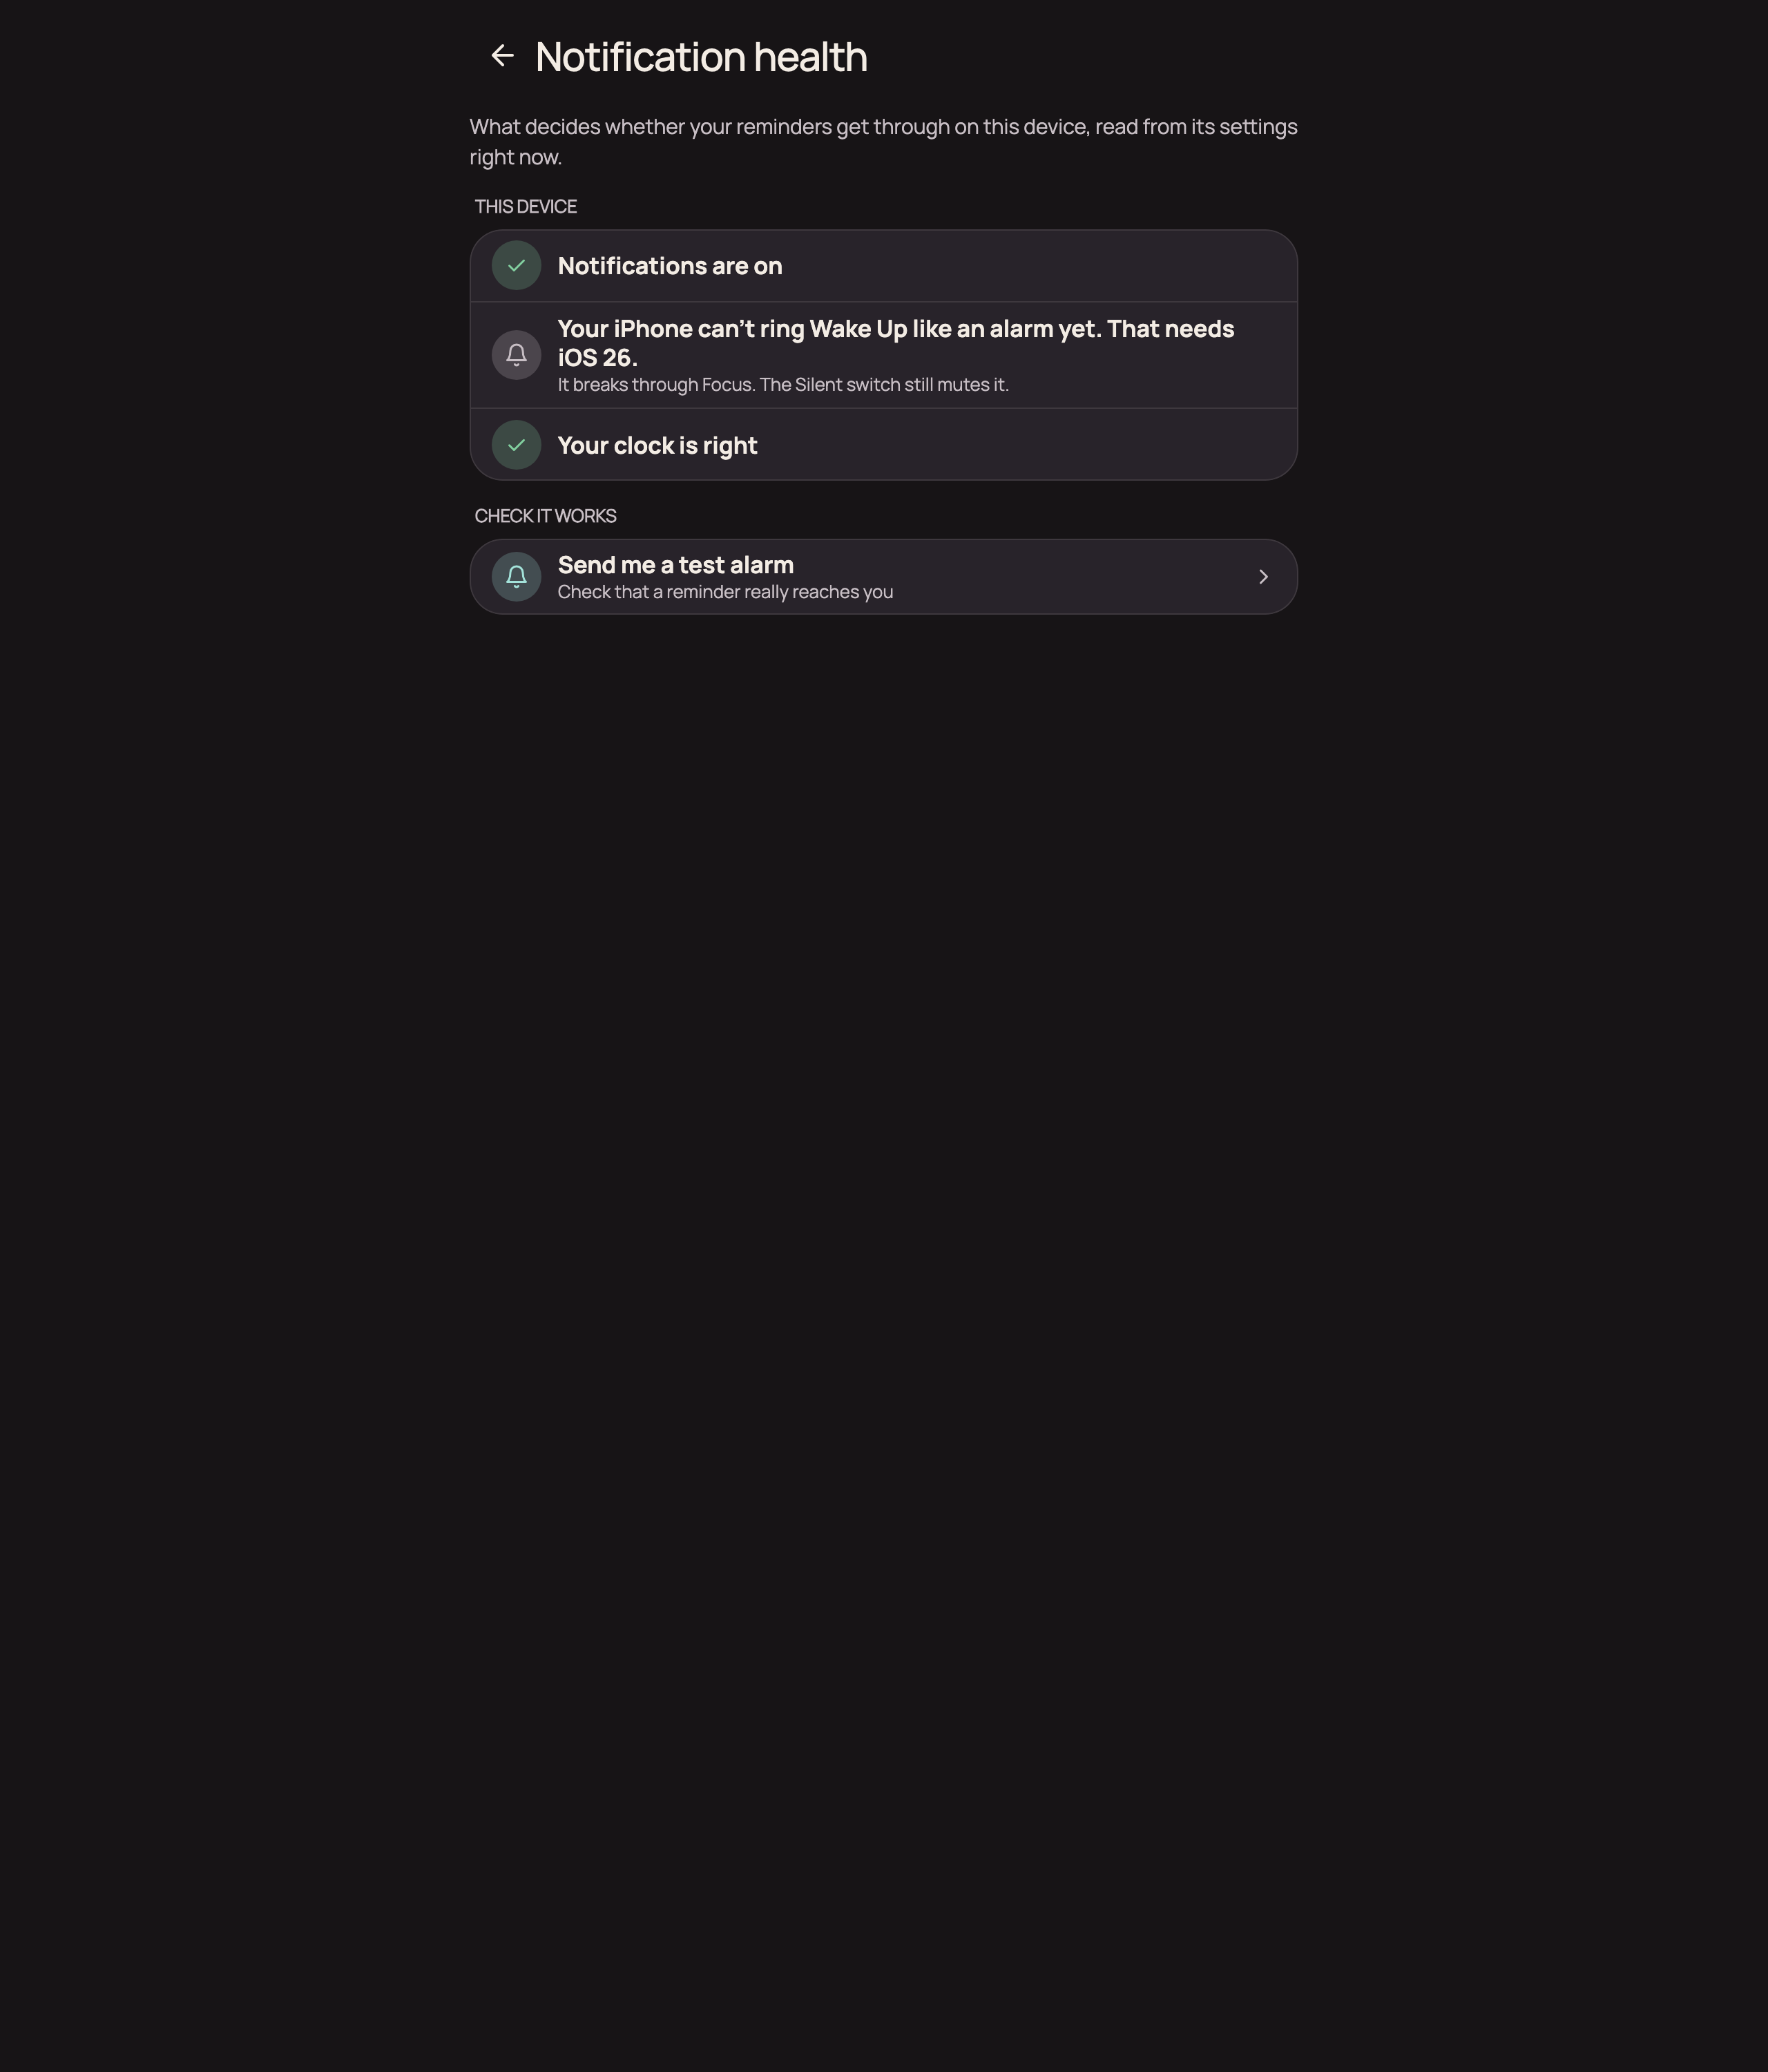 Notification health
What decides whether your reminders get through on this device, read from its settings
right now.
THIS DEVICE
Notifications are on
Your iPhone can’t ring Wake Up like an alarm yet. That needs
iOS 26.
It breaks through Focus. The Silent switch still mutes it.
Your clock is right
CHECK IT WORKS
Send me a test alarm
Check that a reminder really reaches you